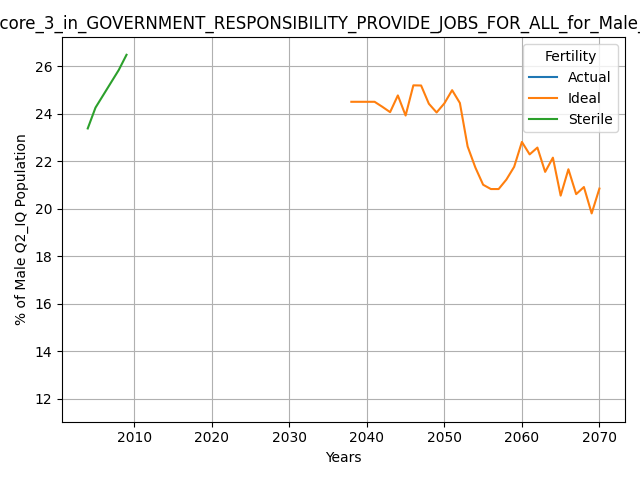 core_3_in_GOVERNMENT_RESPONSIBILITY_PROVIDE_JOBS_FOR_ALL_for_Male_
Fertility
Actual
Ideal
Sterile
% of Male Q2_IQ Population
26
24
22
20
18
16
14
12
2010 2020 2030 2040 2050 2060 2070
Years